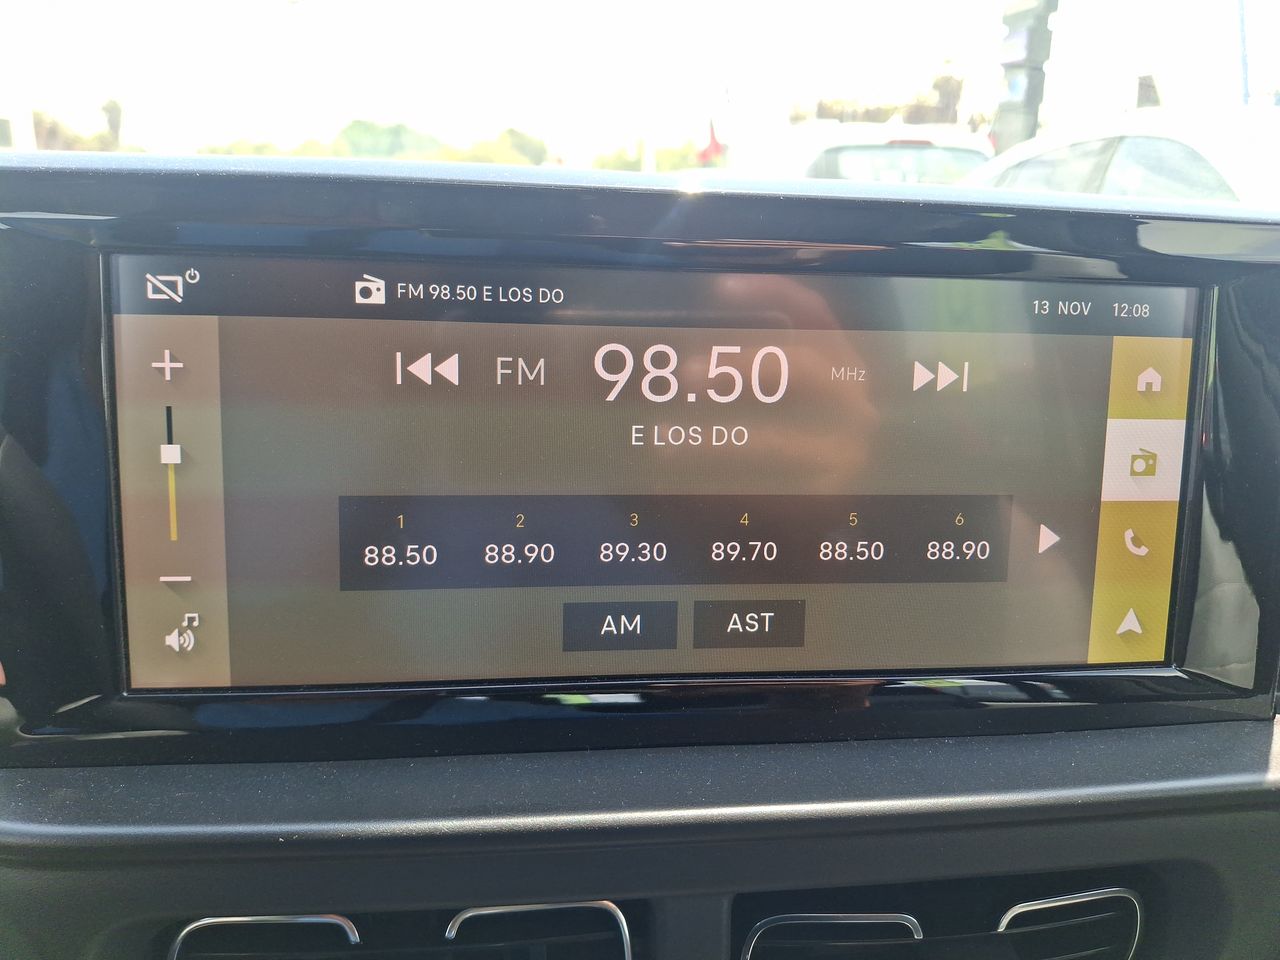 FM 98.50 E LOS DO
13 NOV 12:08
FM 98.50 MHz
E LOS DO
1 2 3 4 5 6
88.50 88.90 89.30 89.70 88.50 88.90
AM AST